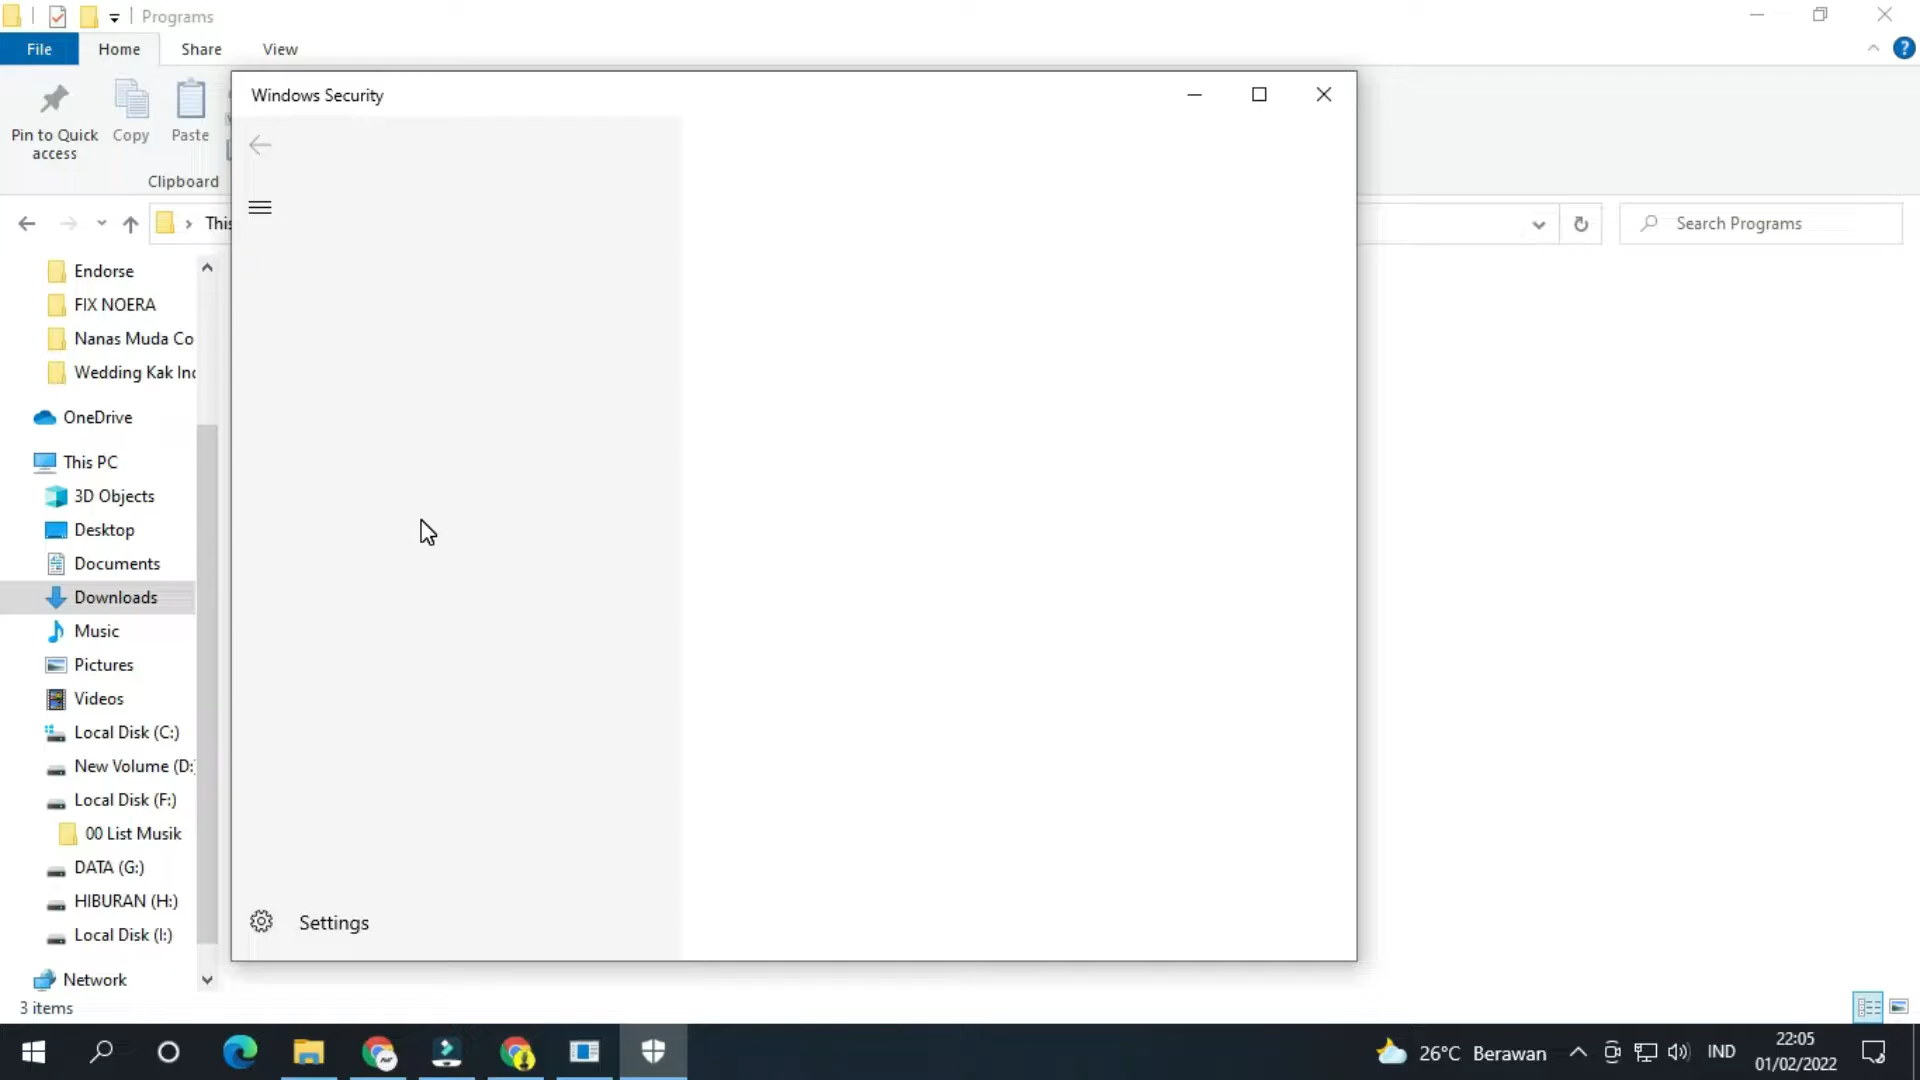 Programs
File
Home
Share
View
Windows Security
Pin to Quick
access
Copy
Paste
Clipboard
This
Search Programs
Endorse
FIX NOERA
Nanas Muda Co
Wedding Kak Inc
OneDrive
This PC
3D Objects
Desktop
Documents
Downloads
Music
Pictures
Videos
Local Disk (C:)
New Volume (D:
Local Disk (F:)
00 List Musik
DATA (G:)
HIBURAN (H:)
Local Disk (I:)
Network
Settings
3 items
26°C Berawan
IND
22:05
01/02/2022